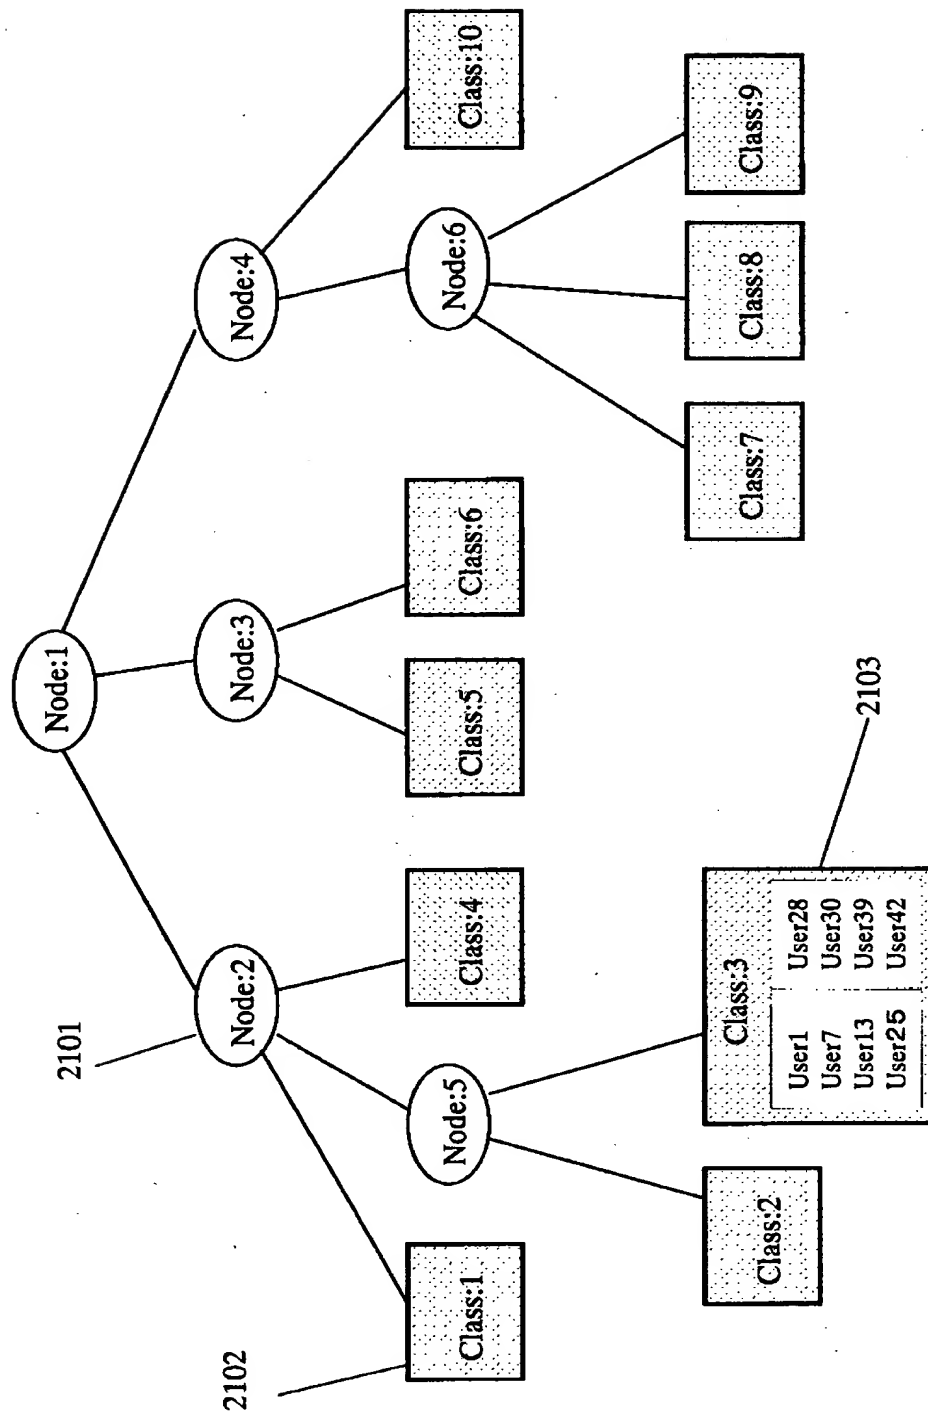 Node:1
2101
Node:2
Node:3
Node:4
2102
Class:1
Node:5
Class:4
Class:5
Class:6
Node:6
Class:10
Class:2
Class:3
User1 User28
User7 User30
User13 User39
User25 User42
2103
Class:7
Class:8
Class:9